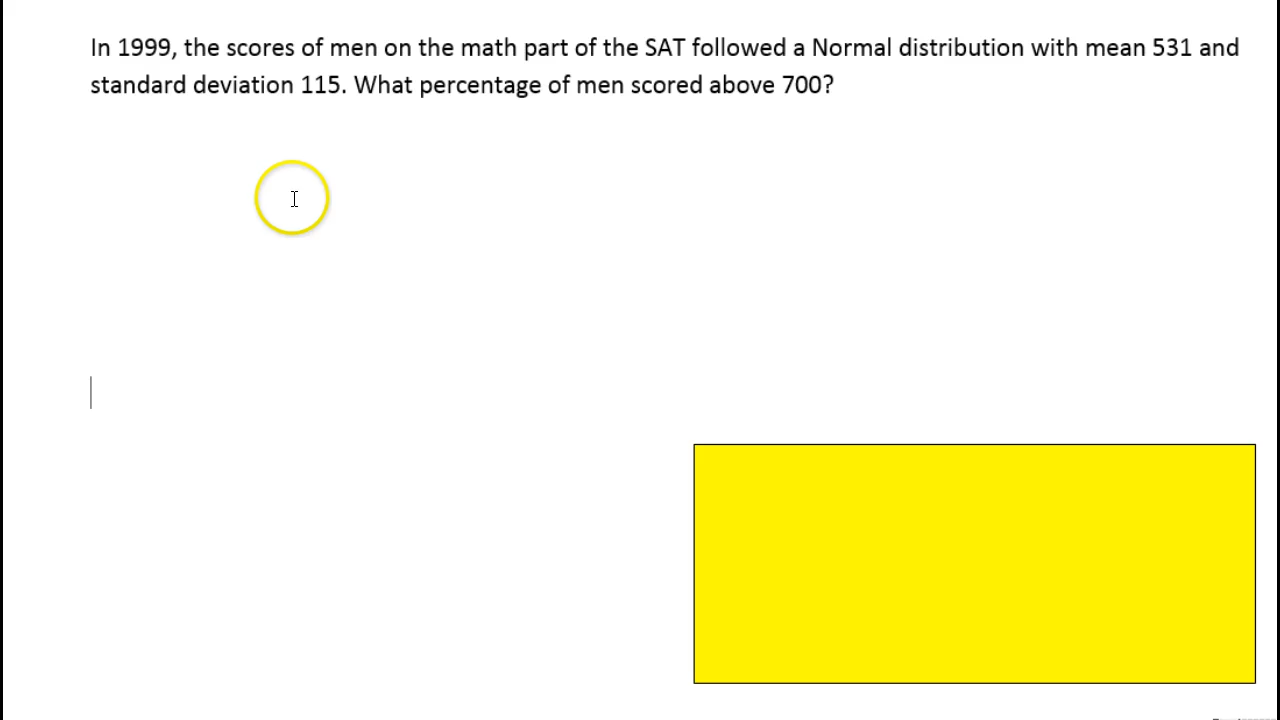 In 1999, the scores of men on the math part of the SAT followed a Normal distribution with mean 531 and
standard deviation 115. What percentage of men scored above 700?